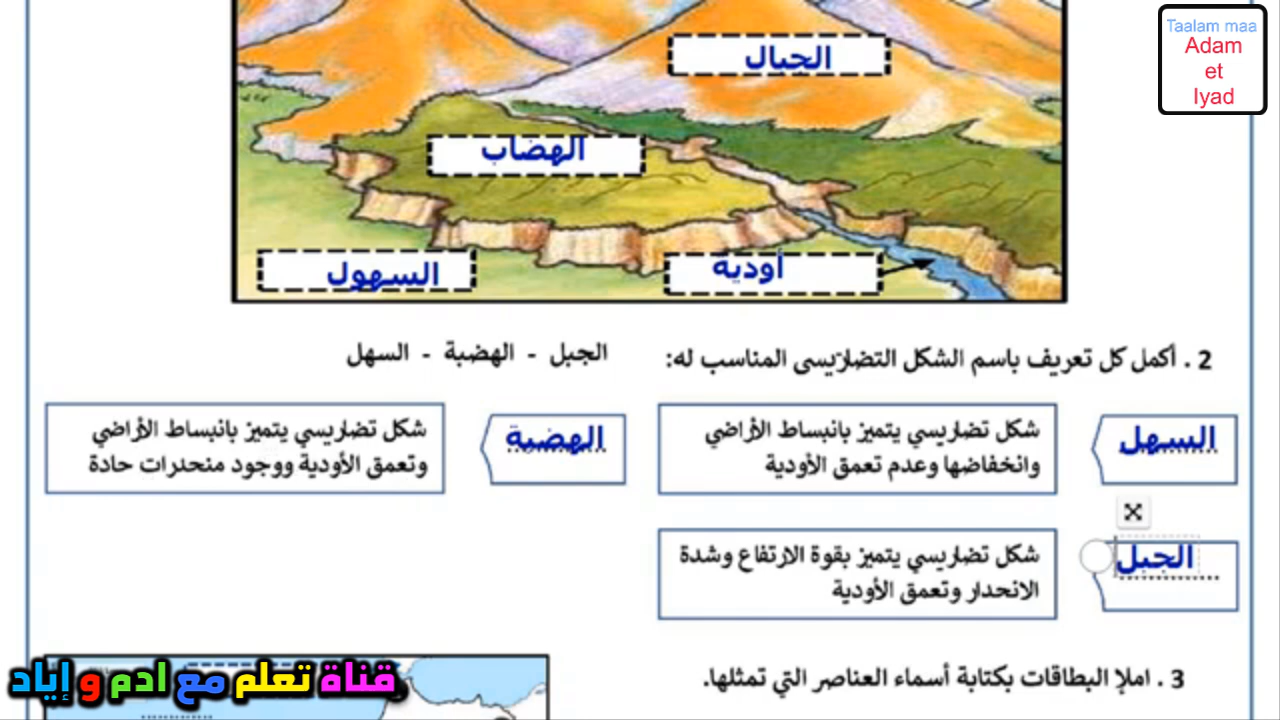 Taalam maa
Adam
et
Iyad
الجبال
الهضاب
السهول
أودية
2 . أكمل كل تعريف باسم الشكل التضاريسي المناسب له:
الجبل - الهضبة - السهل
السهل
شكل تضاريسي يتميز بانبساط الأراضي
وانخفاضها وعدم تعمق الأودية
الهضبة
شكل تضاريسي يتميز بانبساط الأراضي
وتعمق الأودية ووجود منحدرات حادة
الجبل
شكل تضاريسي يتميز بقوة الارتفاع وشدة
الانحدار وتعمق الأودية
3 . املإ البطاقات بكتابة أسماء العناصر التي تمثلها.
قناة تعلم مع ادم و إياد